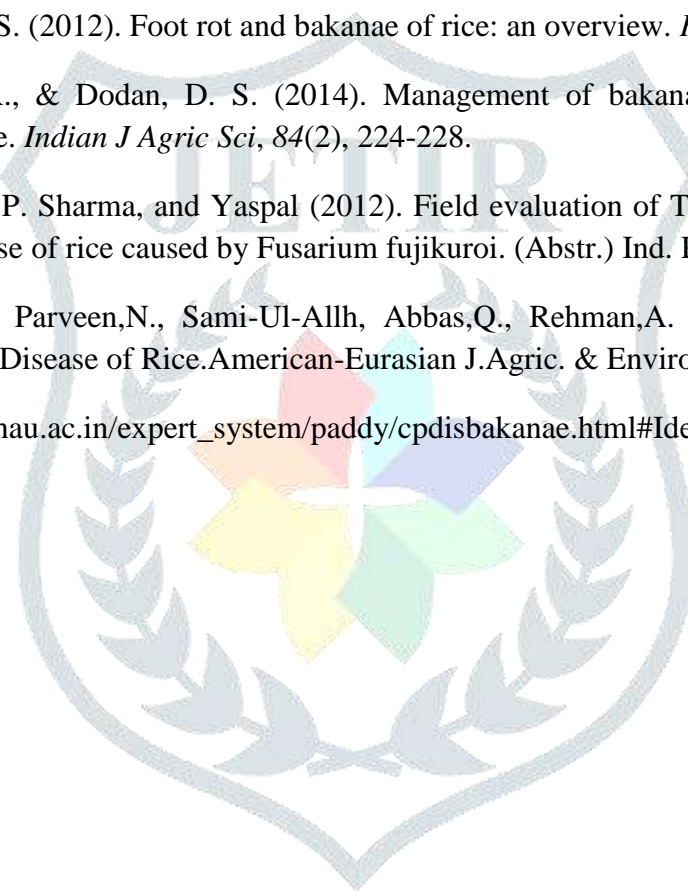 S. (2012). Foot rot and bakanae of rice: an overview.
., & Dodan, D. S. (2014). Management of bakana
e. Indian J Agric Sci, 84(2), 224-228.
JETIR
P. Sharma, and Yaspal (2012). Field evaluation of T
se of rice caused by Fusarium fujikuroi. (Abstr.) Ind.
Parveen,N., Sami-Ul-Allh, Abbas,Q., Rehman,A.
Disease of Rice.American-Eurasian J.Agric. & Enviro
nau.ac.in/expert_system/paddy/cpdisbakanae.html#Ide